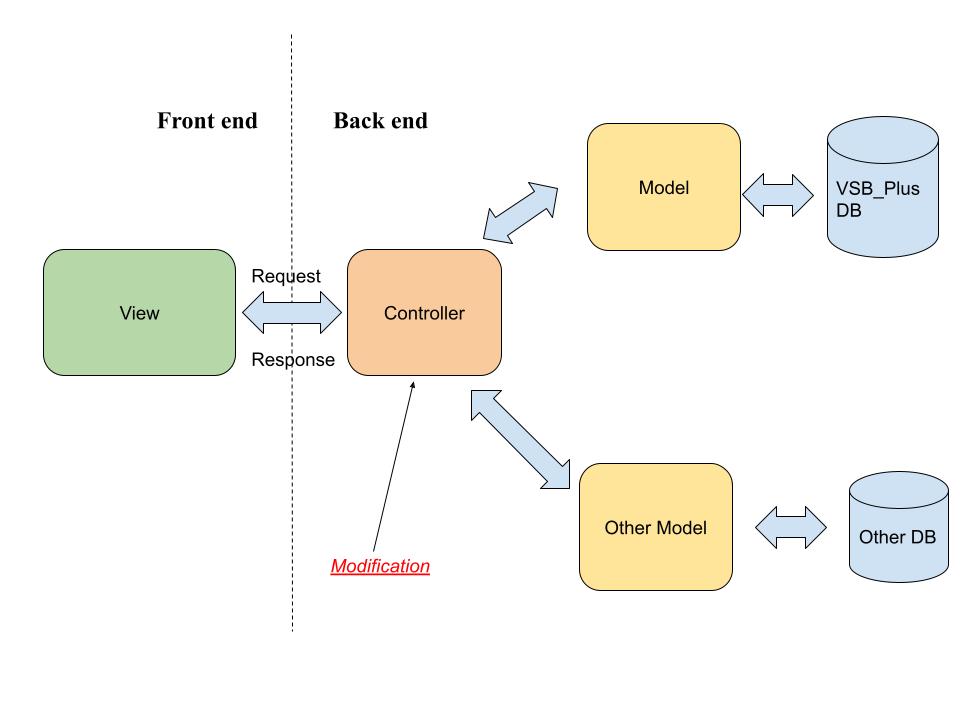 Front end
Back end
Model
VSB_Plus
DB
View
Request
Response
Controller
Modification
Other Model
Other DB